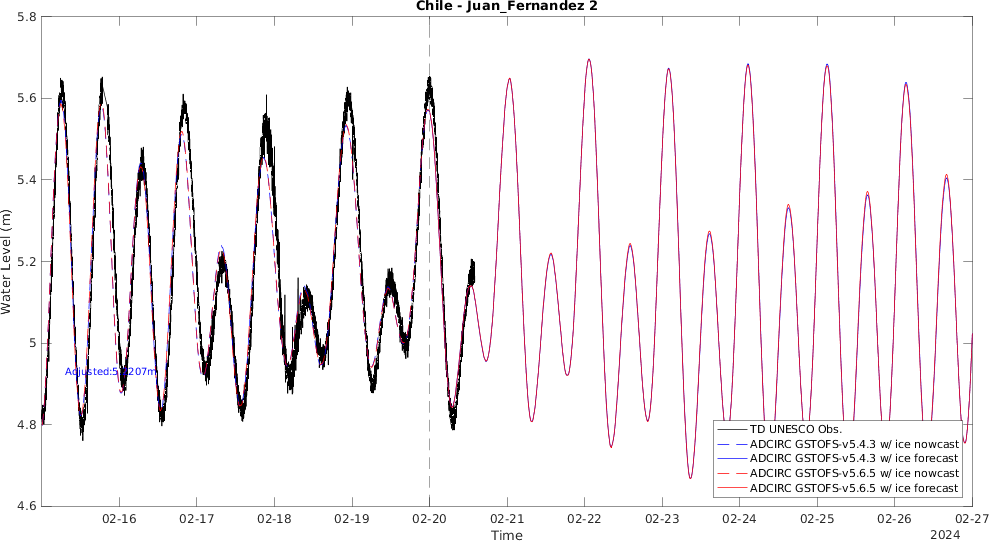 Chile - Juan_Fernandez 2
5.8
5.6
5.4
5.2
5
4.8
4.6
Water Level (m)
TD UNESCO Obs.
ADCIRC GSTOFS-v5.4.3 w/ ice nowcast
ADCIRC GSTOFS-v5.4.3 w/ ice forecast
ADCIRC GSTOFS-v5.6.5 w/ ice nowcast
ADCIRC GSTOFS-v5.6.5 w/ ice forecast
02-16 02-17 02-18 02-19 02-20 02-21 02-22 02-23 02-24 02-25 02-26 02-27
Time
2024